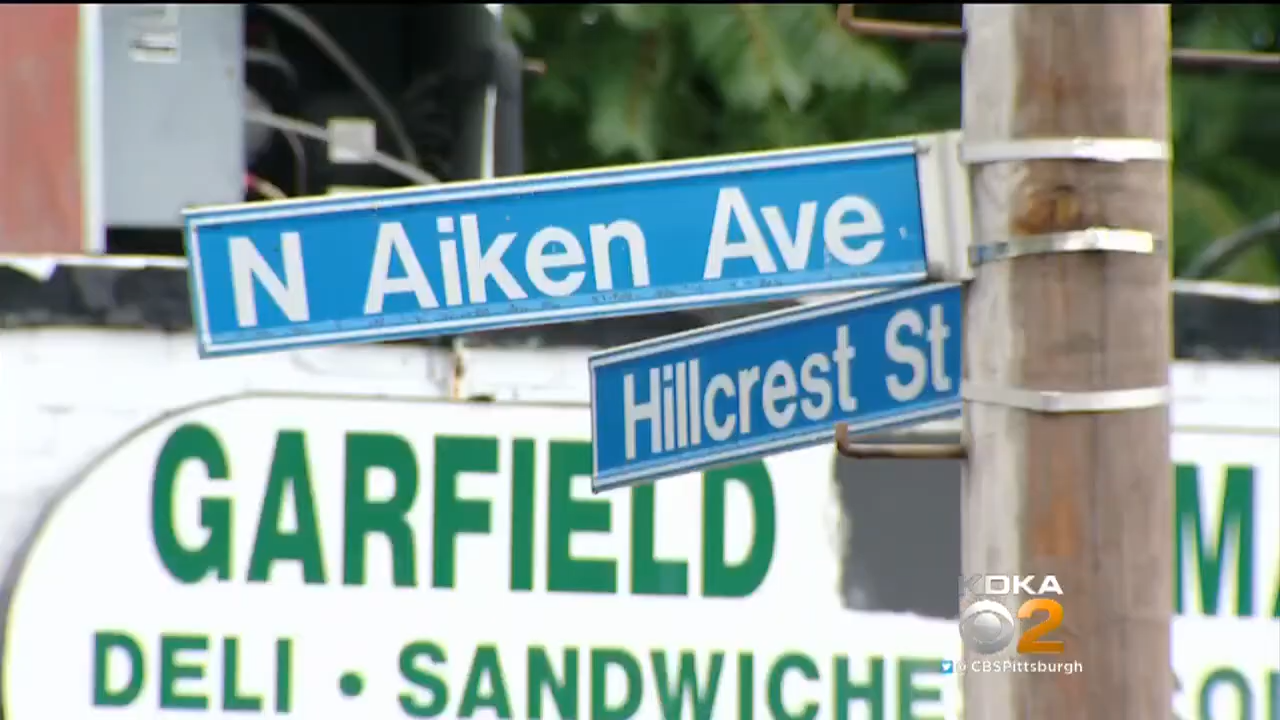 N Aiken Ave
Hillcrest St
GARFIELD
DELI • SANDWICHE
KDKA
2
@CBSPittsburgh